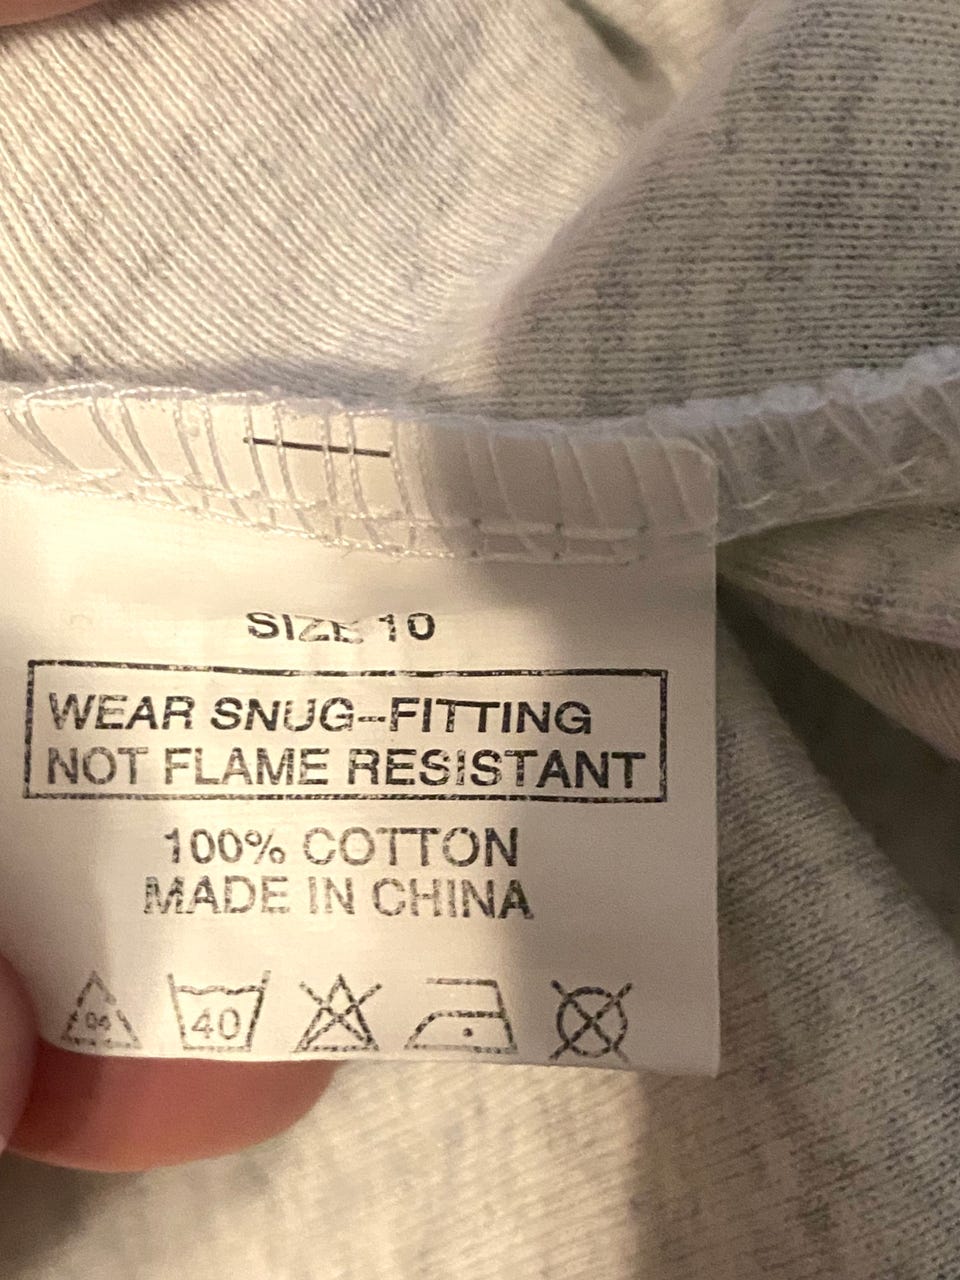 SIZE 10
WEAR SNUG-FITTING
NOT FLAME RESISTANT
100% COTTON
MADE IN CHINA
40